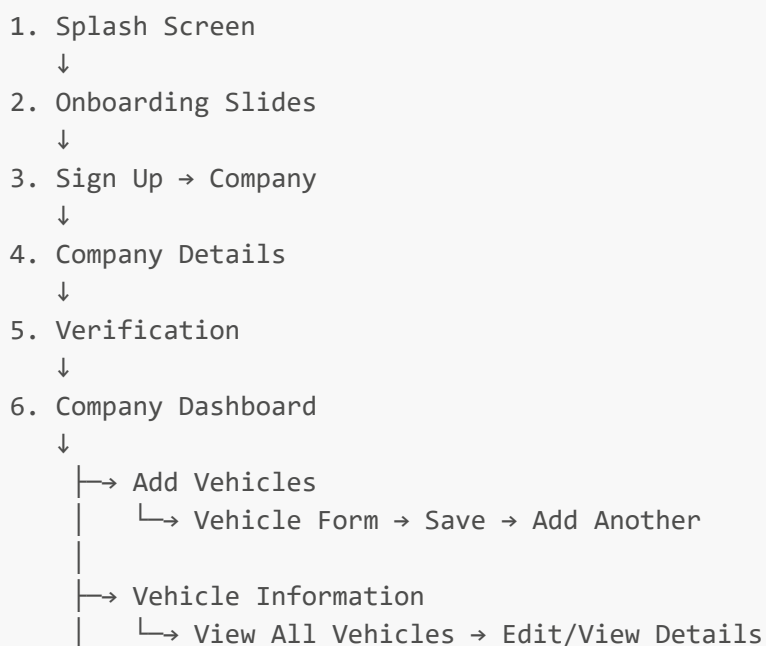 1. Splash Screen
   ↓
2. Onboarding Slides
   ↓
3. Sign Up → Company
   ↓
4. Company Details
   ↓
5. Verification
   ↓
6. Company Dashboard
   ↓
    ├─→ Add Vehicles
    │   └─→ Vehicle Form → Save → Add Another
    │
    ├─→ Vehicle Information
    │   └─→ View All Vehicles → Edit/View Details